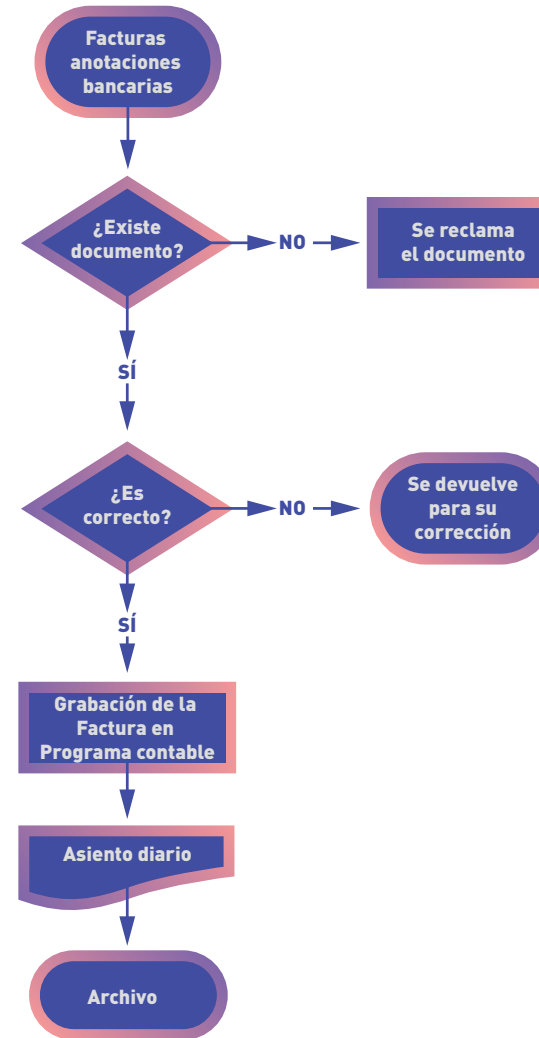 Facturas
anotaciones
bancarias
¿Existe
documento?
NO
Se reclama
el documento
SÍ
¿Es
correcto?
NO
Se devuelve
para su
corrección
SÍ
Grabación de la
Factura en
Programa contable
Asiento diario
Archivo